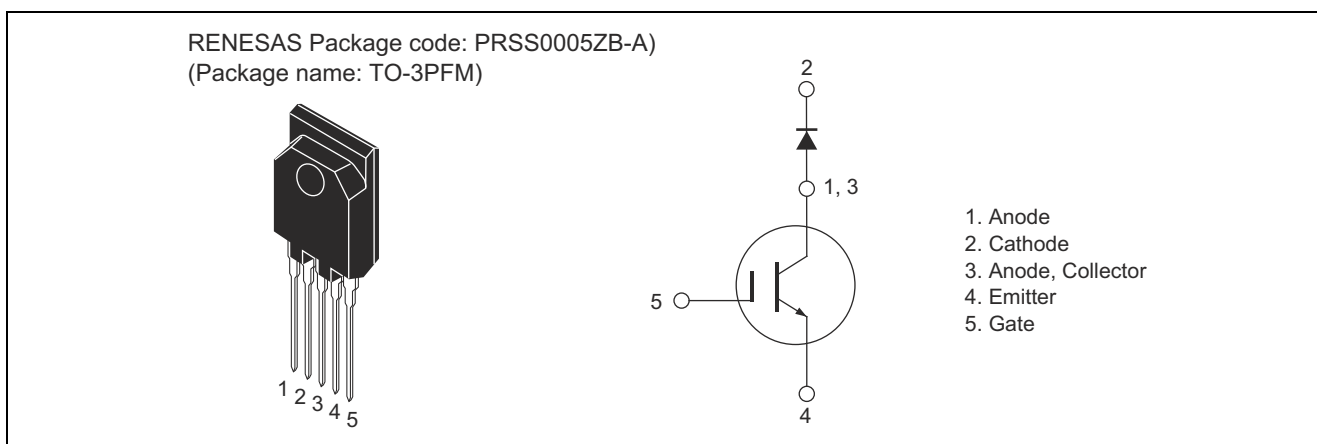 RENESAS Package code: PRSS0005ZB-A)
(Package name: TO-3PFM)
1
2
3
4
5
2
1, 3
5
4
1. Anode
2. Cathode
3. Anode, Collector
4. Emitter
5. Gate